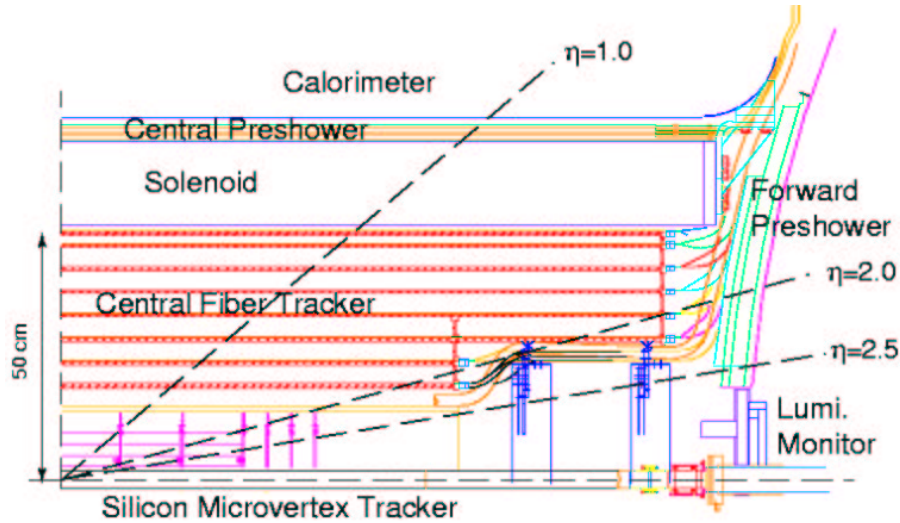 η=1.0
Calorimeter
Central Preshower
Solenoid
Forward
Preshower
η=2.0
Central Fiber Tracker
50 cm
η=2.5
Lumi.
Monitor
Silicon Microvertex Tracker